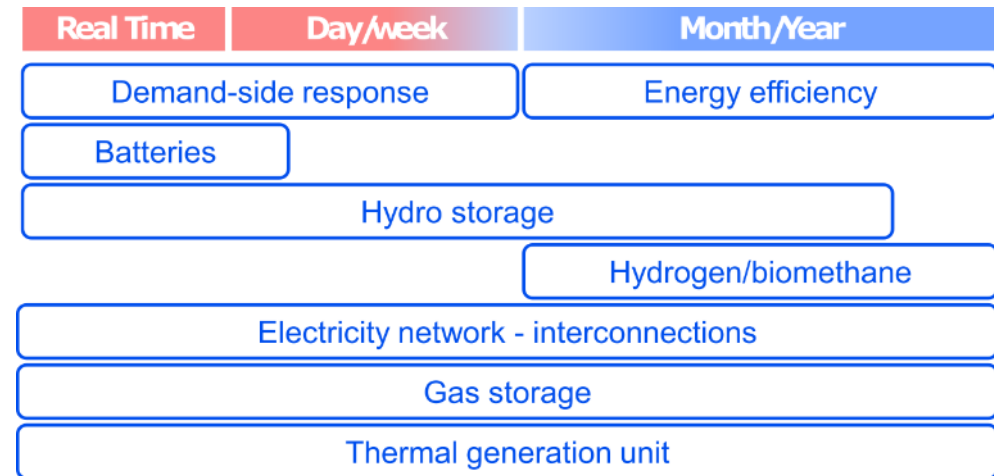 Real Time Day/week Month/Year
Demand-side response Energy efficiency
Batteries
Hydro storage
Hydrogen/biomethane
Electricity network - interconnections
Gas storage
Thermal generation unit